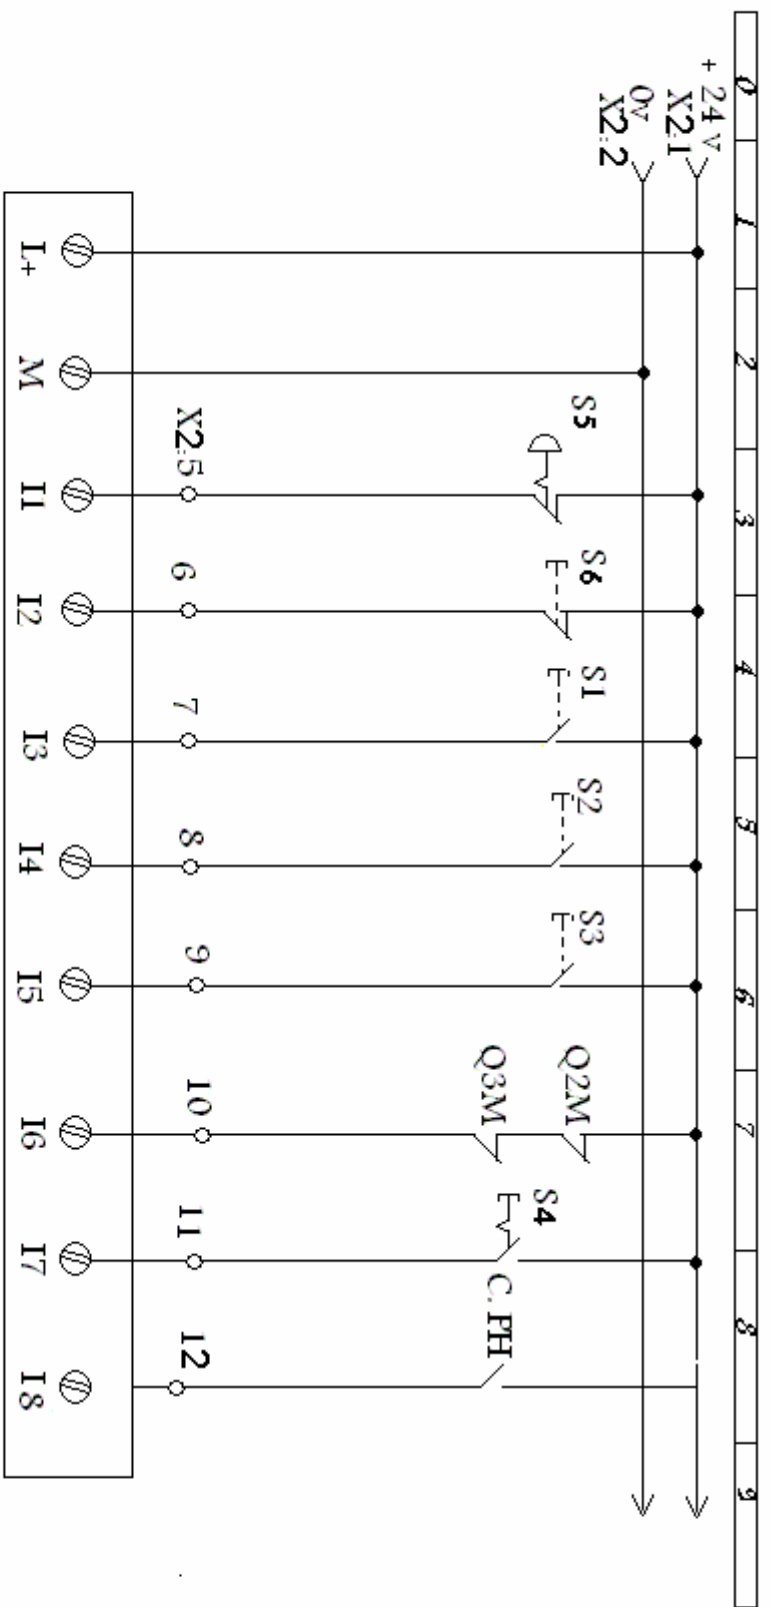 0 1 2 3 4 5 6 7 8 9
+ 24 v
X2:1
0v
X2:2
S5
S6
S1
S2
S3
Q2M
Q3M
S4
C. PH
X2:5 6 7 8 9 10 11 12
L+ M I1 I2 I3 I4 I5 I6 I7 I8